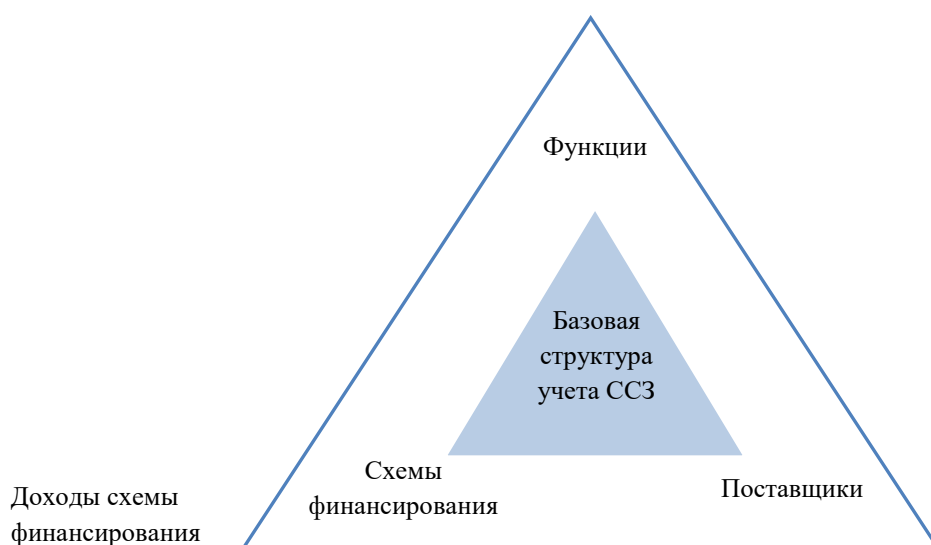 Функции
Базовая
структура
учета ССЗ
Схемы
финансирования
Поставщики
Доходы схемы
финансирования